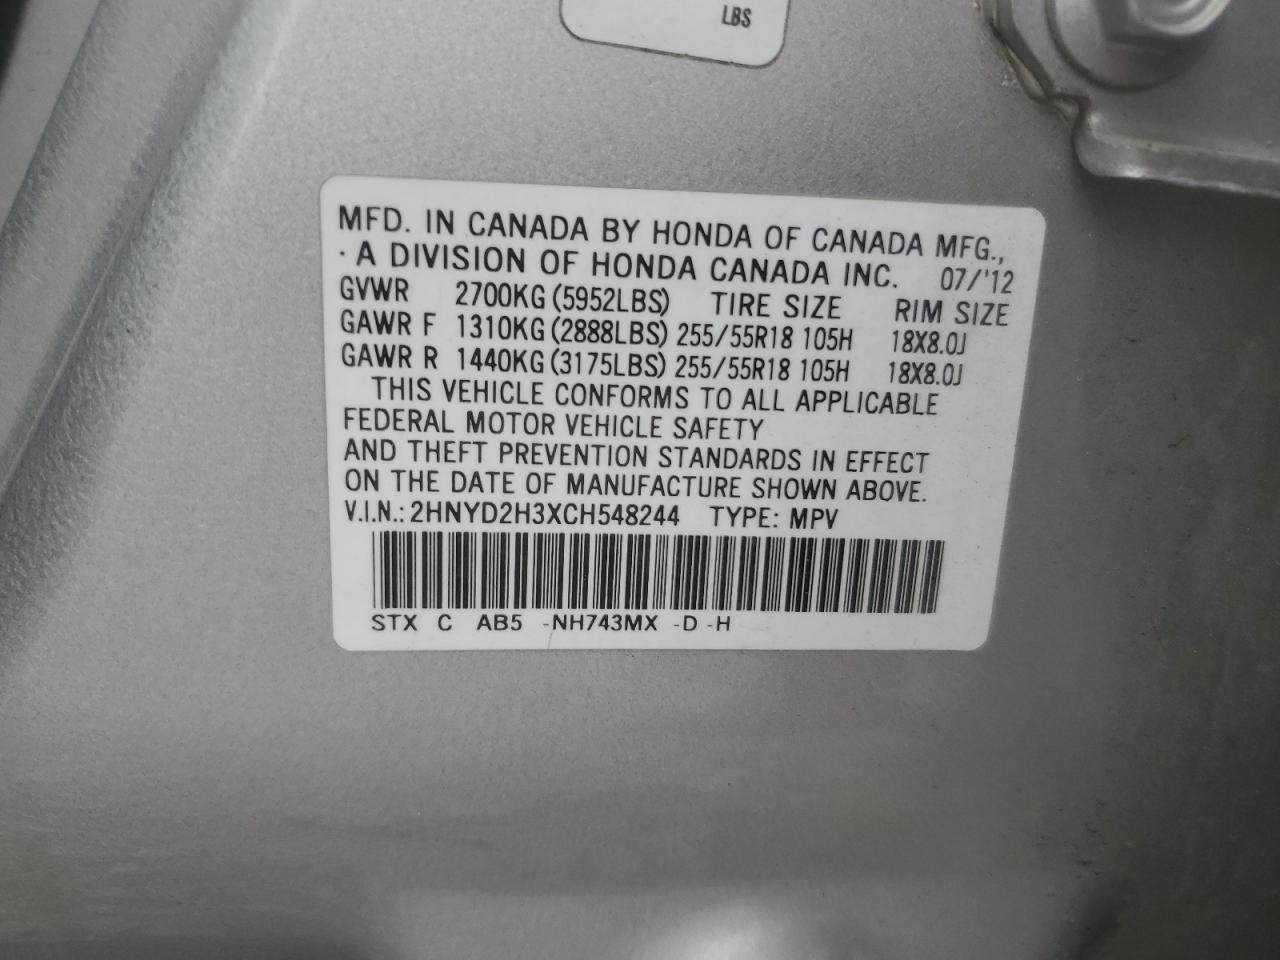 LBS
MFD. IN CANADA BY HONDA OF CANADA MFG.,
· A DIVISION OF HONDA CANADA INC. 07/'12
GVWR 2700KG (5952LBS) TIRE SIZE RIM SIZE
GAWR F 1310KG (2888LBS) 255/55R18 105H 18X8.0J
GAWR R 1440KG (3175LBS) 255/55R18 105H 18X8.0J
THIS VEHICLE CONFORMS TO ALL APPLICABLE
FEDERAL MOTOR VEHICLE SAFETY
AND THEFT PREVENTION STANDARDS IN EFFECT
ON THE DATE OF MANUFACTURE SHOWN ABOVE.
V.I.N.: 2HNYD2H3XCH548244 TYPE: MPV
STX C AB5 -NH743MX -D -H